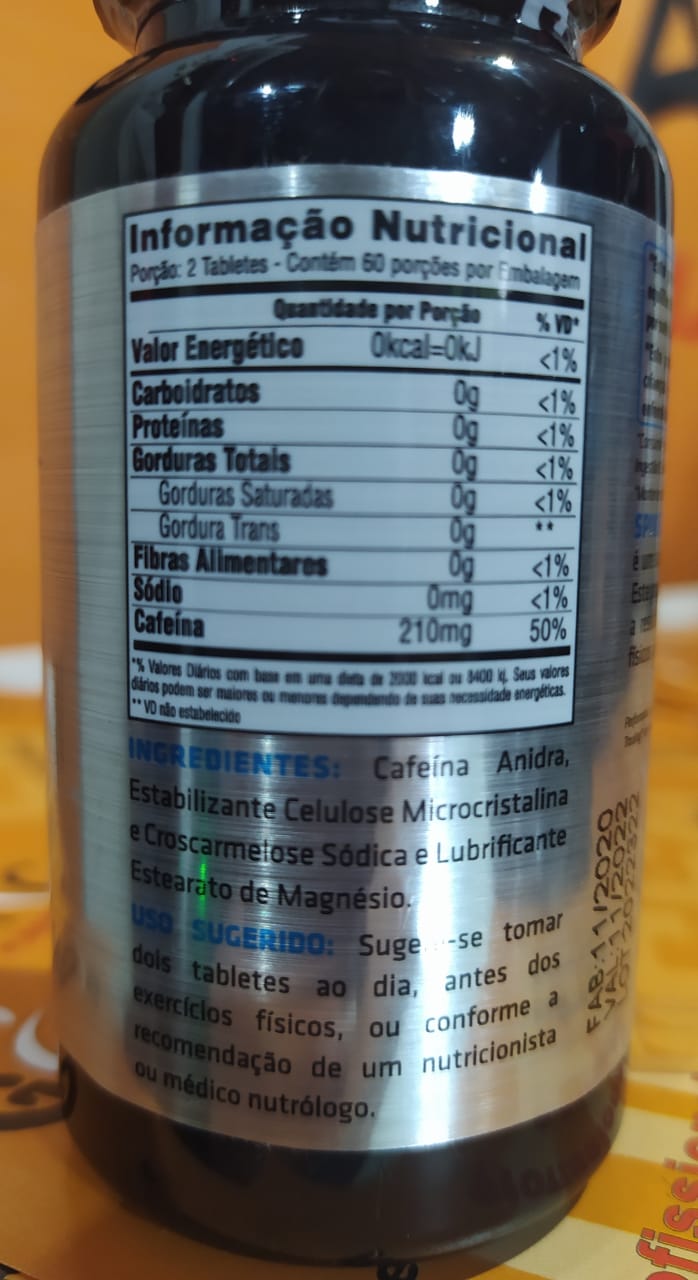 Informação Nutricional
Porção: 2 Tabletes - Contém 60 porções por Embalagem
Quantidade por Porção % VD*
Valor Energético 0kcal=0kJ <1%
Carboidratos 0g <1%
Proteínas 0g <1%
Gorduras Totais 0g <1%
Gorduras Saturadas 0g <1%
Gordura Trans 0g **
Fibras Alimentares 0g <1%
Sódio 0mg <1%
Cafeína 210mg 50%
*% Valores Diários com base em uma dieta de 2000 kcal ou 8400 kj. Seus valores
diários podem ser maiores ou menores dependendo de suas necessidade energéticas.
** VD não estabelecido
INGREDIENTES: Cafeína Anidra,
Estabilizante Celulose Microcristalina
e Croscarmelose Sódica e Lubrificante
Estearato de Magnésio.
USO SUGERIDO: -se tomar
dois tabletes ao dia, antes dos
exercícios físicos, ou conforme a
recomendação de um nutricionista
ou médico nutrólogo.
FAB:11/2020
VAL:11/2022
LOT